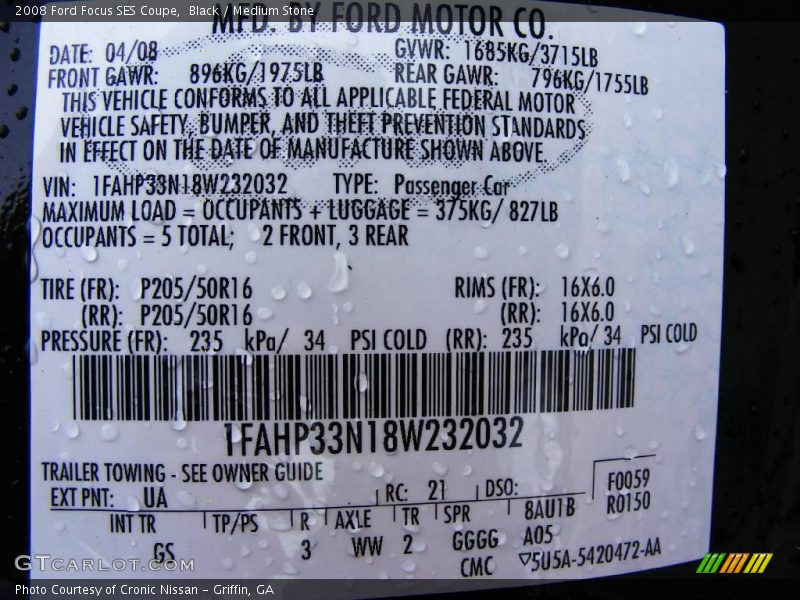 2008 Ford Focus SES Coupe, Black / Medium Stone
MFD. BY FORD MOTOR CO.
DATE: 04/08 GVWR: 1685KG/3715LB
FRONT GAWR: 896KG/1975LB REAR GAWR: 796KG/1755LB
THIS VEHICLE CONFORMS TO ALL APPLICABLE FEDERAL MOTOR
VEHICLE SAFETY, BUMPER, AND THEFT PREVENTION STANDARDS
IN EFFECT ON THE DATE OF MANUFACTURE SHOWN ABOVE.
VIN: 1FAHP33N18W232032 TYPE: Passenger Car
MAXIMUM LOAD = OCCUPANTS + LUGGAGE = 375KG/ 827LB
OCCUPANTS = 5 TOTAL; 2 FRONT, 3 REAR
TIRE (FR): P205/50R16 RIMS (FR): 16X6.0
(RR): P205/50R16 (RR): 16X6.0
PRESSURE (FR): 235 kPa/ 34 PSI COLD (RR): 235 kPa/ 34 PSI COLD
1FAHP33N18W232032
TRAILER TOWING - SEE OWNER GUIDE
EXT PNT: UA RC: 21 DSO: F0059
INT TR TP/PS R AXLE TR SPR 8AU1B R0150
GS 3 WW 2 GGGG A05
CMC ▽5U5A-5420472-AA
GTCARLOT.COM
Photo Courtesy of Cronic Nissan - Griffin, GA